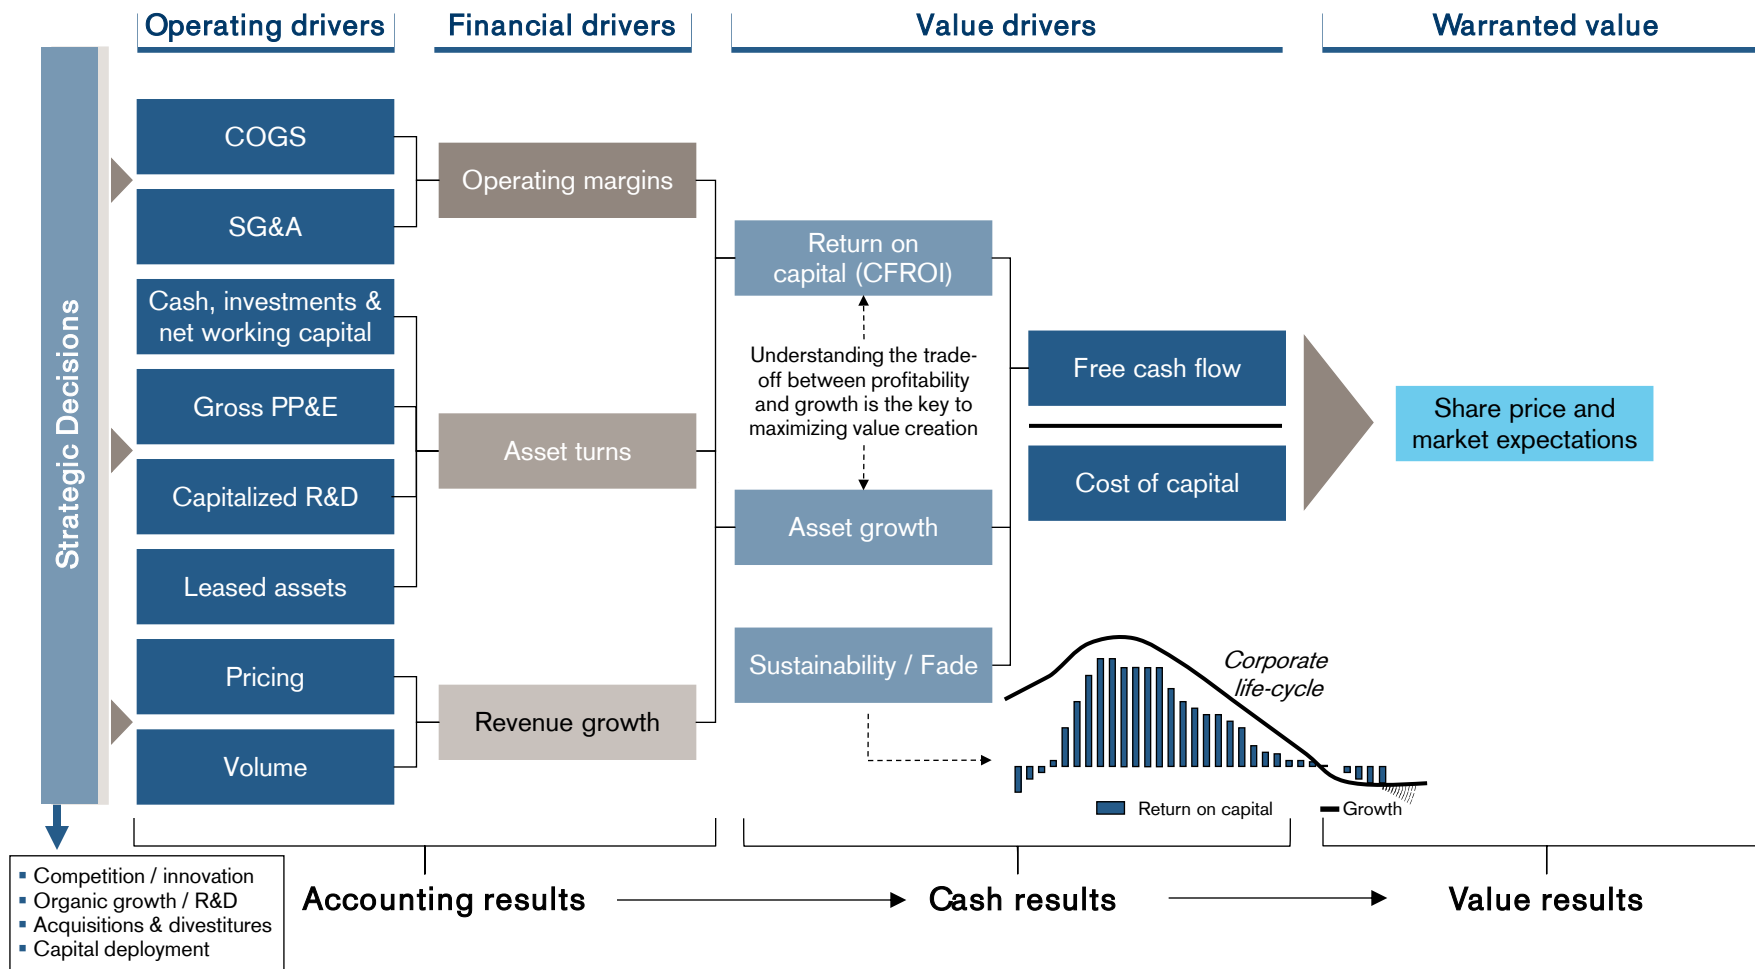 Operating drivers
Financial drivers
Value drivers
Warranted value
Strategic Decisions
COGS
SG&A
Cash, investments &
net working capital
Gross PP&E
Capitalized R&D
Leased assets
Pricing
Volume
Operating margins
Asset turns
Revenue growth
Return on
capital (CFROI)
Understanding the trade-
off between profitability
and growth is the key to
maximizing value creation
Asset growth
Sustainability / Fade
Free cash flow
Cost of capital
Share price and
market expectations
Corporate
life-cycle
Return on capital
Growth
Competition / innovation
Organic growth / R&D
Acquisitions & divestitures
Capital deployment
Accounting results
Cash results
Value results